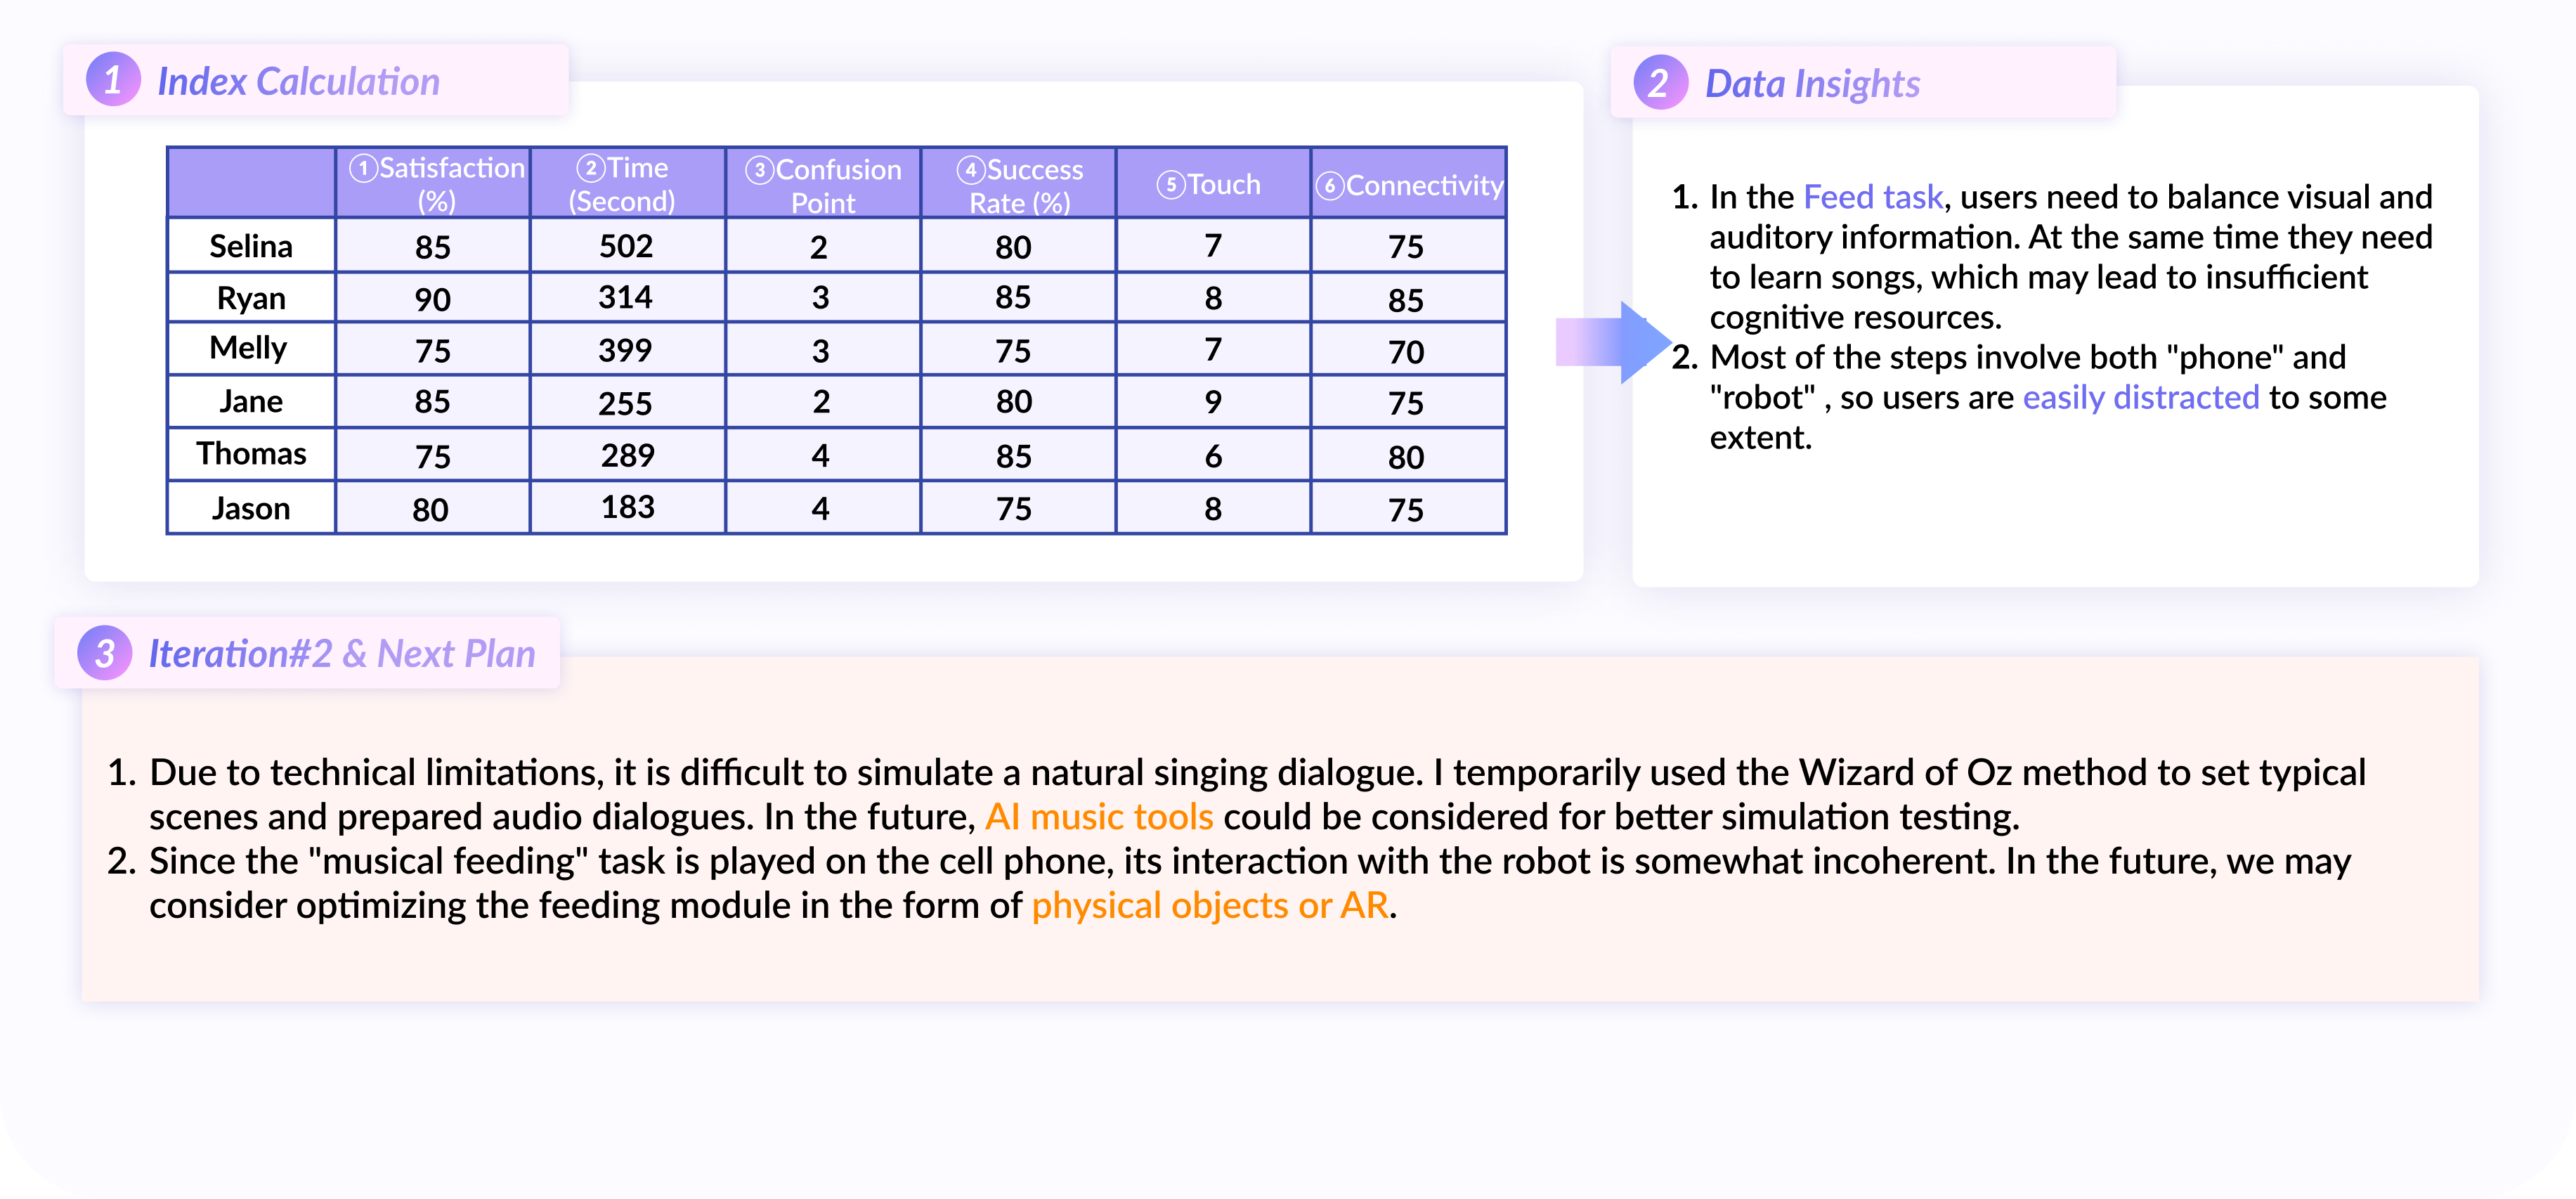 1 Index Calculation
①Satisfaction (%) ②Time (Second) ③Confusion Point ④Success Rate (%) ⑤Touch ⑥Connectivity
Selina 85 502 2 80 7 75
Ryan 90 314 3 85 8 85
Melly 75 399 3 75 7 70
Jane 85 255 2 80 9 75
Thomas 75 289 4 85 6 80
Jason 80 183 4 75 8 75
2 Data Insights
1. In the Feed task, users need to balance visual and
auditory information. At the same time they need
to learn songs, which may lead to insufficient
cognitive resources.
2. Most of the steps involve both "phone" and
"robot" , so users are easily distracted to some
extent.
3 Iteration#2 & Next Plan
1. Due to technical limitations, it is difficult to simulate a natural singing dialogue. I temporarily used the Wizard of Oz method to set typical
scenes and prepared audio dialogues. In the future, AI music tools could be considered for better simulation testing.
2. Since the "musical feeding" task is played on the cell phone, its interaction with the robot is somewhat incoherent. In the future, we may
consider optimizing the feeding module in the form of physical objects or AR.